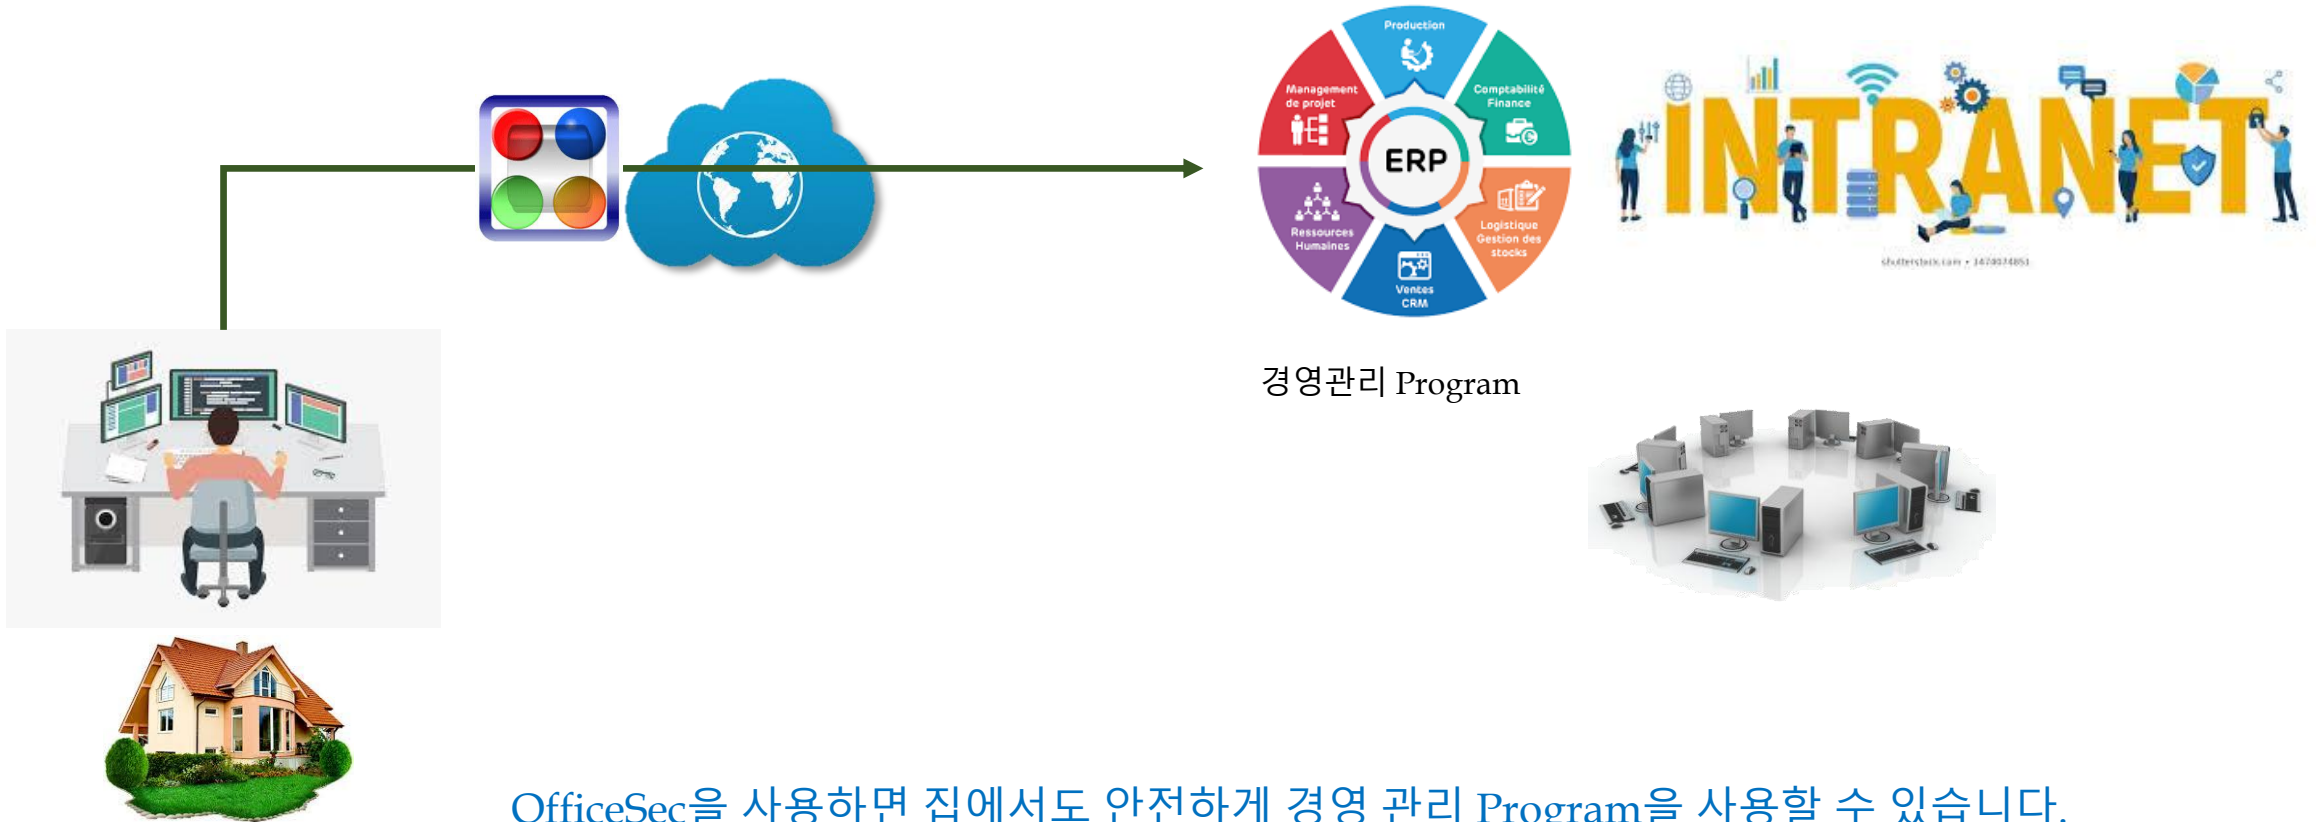 Production
Management
de projet
Comptabilité
Finance
ERP
Ressources
Humaines
Logistique
Gestion des
stocks
Ventes
CRM
INTRANET
shutterstock.com • 1474074851
경영관리 Program
OfficeSec을 사용하면 집에서도 안전하게 경영 관리 Program을 사용할 수 있습니다.